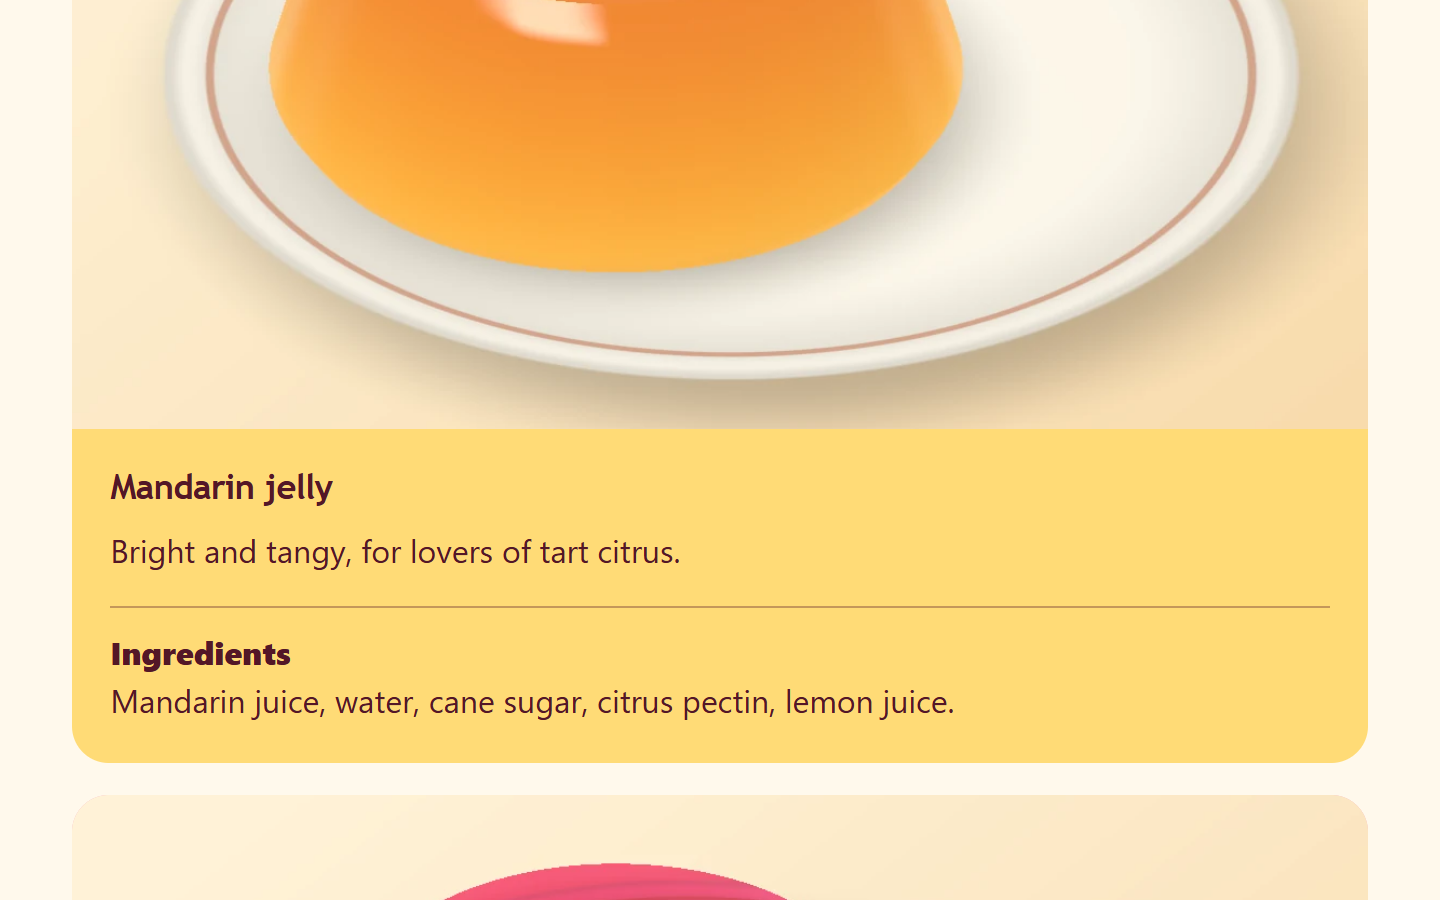 Mandarin jelly
Bright and tangy, for lovers of tart citrus.
Ingredients
Mandarin juice, water, cane sugar, citrus pectin, lemon juice.